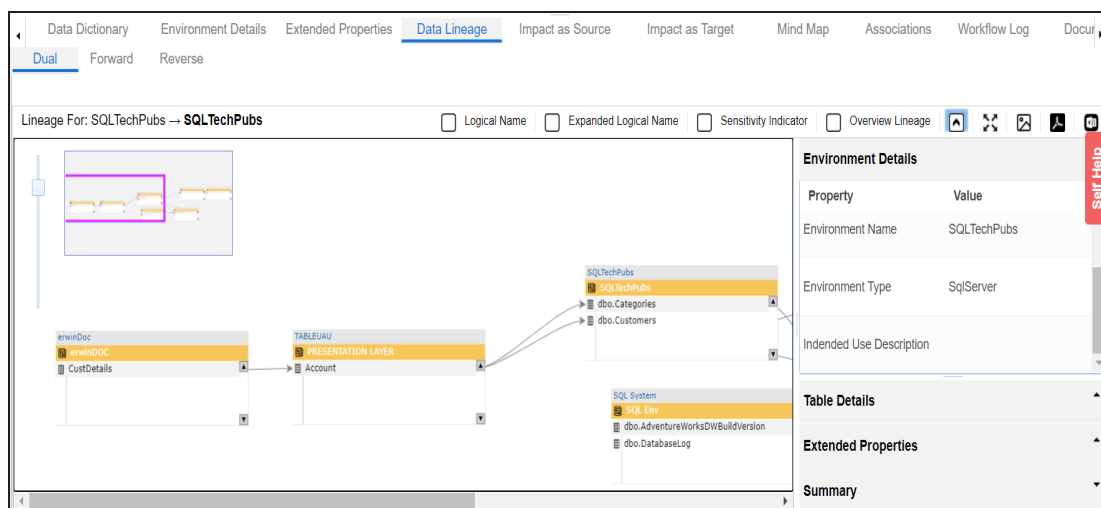 Data Dictionary Environment Details Extended Properties Data Lineage Impact as Source Impact as Target Mind Map Associations Workflow Log Docu
Dual Forward Reverse
Lineage For: SQLTechPubs → SQLTechPubs Logical Name Expanded Logical Name Sensitivity Indicator Overview Lineage
Self Help
Environment Details
Property Value
Environment Name SQLTechPubs
Environment Type SqlServer
Indended Use Description
Table Details
Extended Properties
Summary
SQLTechPubs
SQLTechPubs
dbo.Categories
dbo.Customers
erwinDoc
erwinDOC
CustDetails
TABLEUAU
PRESENTATION LAYER
Account
SQL System
SQL Env
dbo.AdventureWorksDWBuildVersion
dbo.DatabaseLog